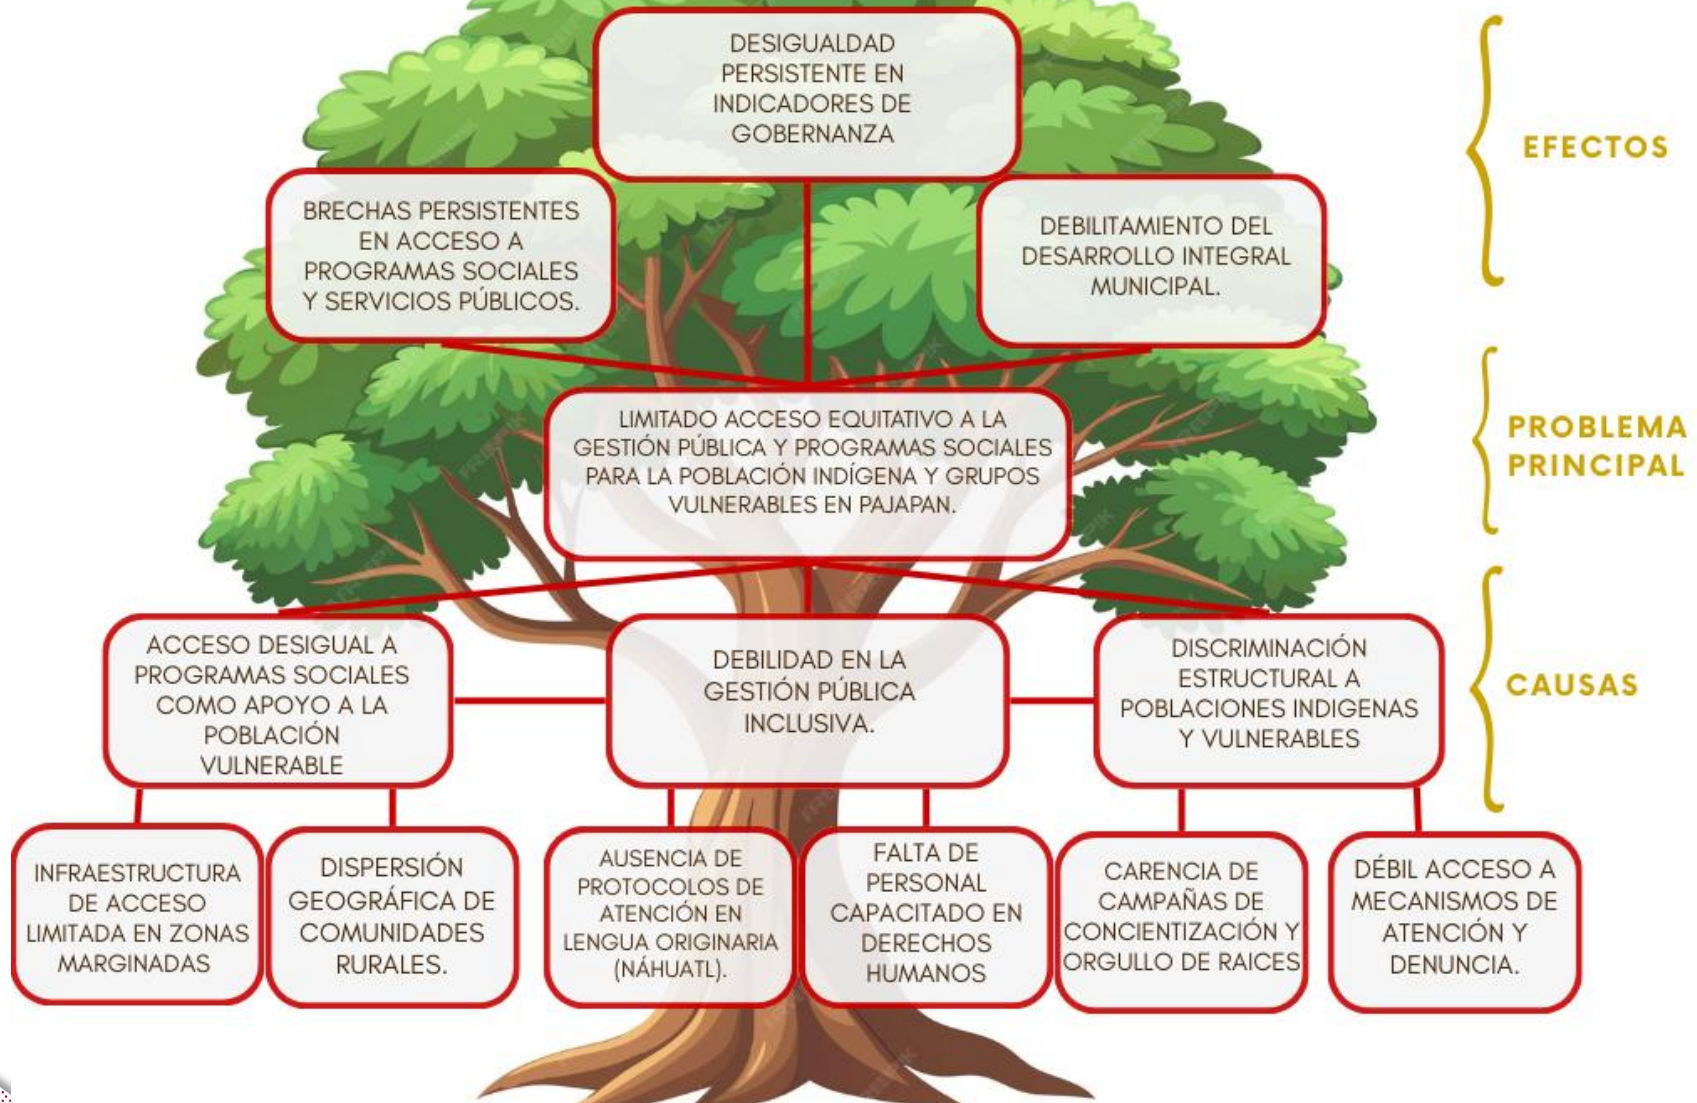 DESIGUALDAD
PERSISTENTE EN
INDICADORES DE
GOBERNANZA
EFECTOS
BRECHAS PERSISTENTES
EN ACCESO A
PROGRAMAS SOCIALES
Y SERVICIOS PÚBLICOS.
DEBILITAMIENTO DEL
DESARROLLO INTEGRAL
MUNICIPAL.
LIMITADO ACCESO EQUITATIVO A LA
GESTIÓN PÚBLICA Y PROGRAMAS SOCIALES
PARA LA POBLACIÓN INDÍGENA Y GRUPOS
VULNERABLES EN PAJAPAN.
PROBLEMA
PRINCIPAL
ACCESO DESIGUAL A
PROGRAMAS SOCIALES
COMO APOYO A LA
POBLACIÓN
VULNERABLE
DEBILIDAD EN LA
GESTIÓN PÚBLICA
INCLUSIVA.
DISCRIMINACIÓN
ESTRUCTURAL A
POBLACIONES INDIGENAS
Y VULNERABLES
CAUSAS
INFRAESTRUCTURA
DE ACCESO
LIMITADA EN ZONAS
MARGINADAS
DISPERSIÓN
GEOGRÁFICA DE
COMUNIDADES
RURALES.
AUSENCIA DE
PROTOCOLOS DE
ATENCIÓN EN
LENGUA ORIGINARIA
(NÁHUATL).
FALTA DE
PERSONAL
CAPACITADO EN
DERECHOS
HUMANOS
CARENCIA DE
CAMPAÑAS DE
CONCIENTIZACIÓN Y
ORGULLO DE RAICES
DÉBIL ACCESO A
MECANISMOS DE
ATENCIÓN Y
DENUNCIA.